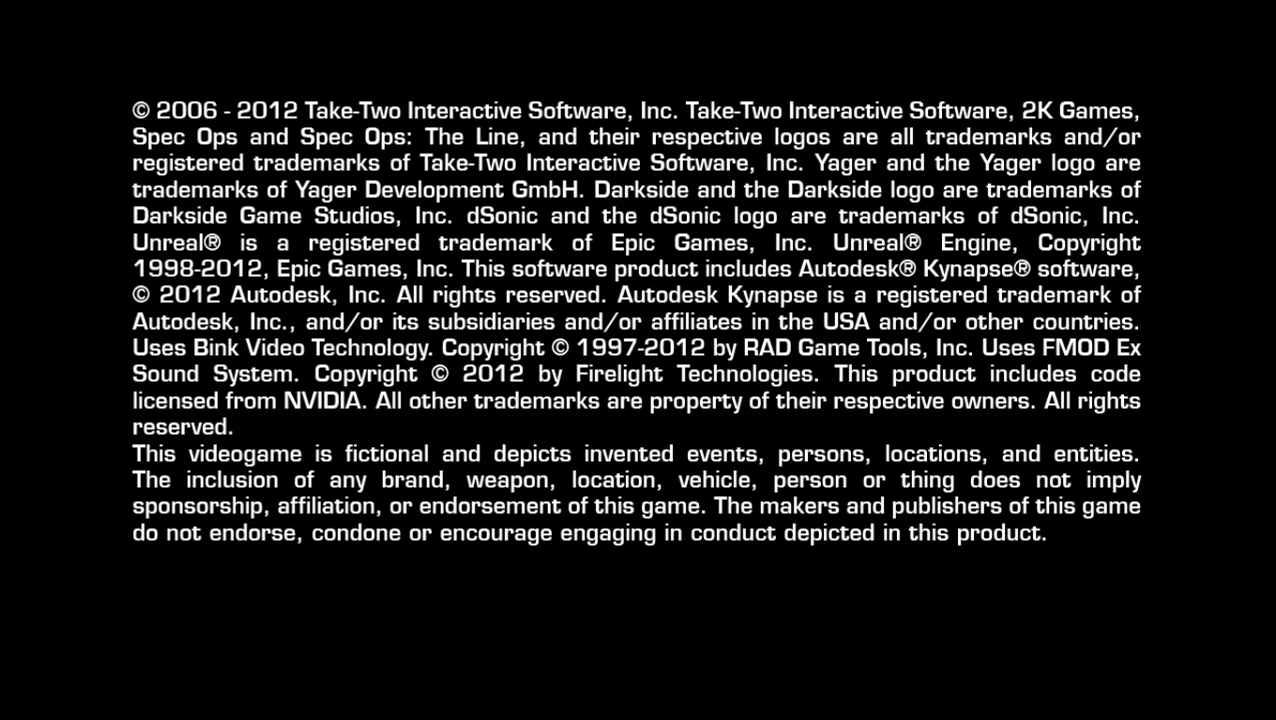 © 2006 - 2012 Take-Two Interactive Software, Inc. Take-Two Interactive Software, 2K Games,
Spec Ops and Spec Ops: The Line, and their respective logos are all trademarks and/or
registered trademarks of Take-Two Interactive Software, Inc. Yager and the Yager logo are
trademarks of Yager Development GmbH. Darkside and the Darkside logo are trademarks of
Darkside Game Studios, Inc. dSonic and the dSonic logo are trademarks of dSonic, Inc.
Unreal® is a registered trademark of Epic Games, Inc. Unreal® Engine, Copyright
1998-2012, Epic Games, Inc. This software product includes Autodesk® Kynapse® software,
© 2012 Autodesk, Inc. All rights reserved. Autodesk Kynapse is a registered trademark of
Autodesk, Inc., and/or its subsidiaries and/or affiliates in the USA and/or other countries.
Uses Bink Video Technology. Copyright © 1997-2012 by RAD Game Tools, Inc. Uses FMOD Ex
Sound System. Copyright © 2012 by Firelight Technologies. This product includes code
licensed from NVIDIA. All other trademarks are property of their respective owners. All rights
reserved.
This videogame is fictional and depicts invented events, persons, locations, and entities.
The inclusion of any brand, weapon, location, vehicle, person or thing does not imply
sponsorship, affiliation, or endorsement of this game. The makers and publishers of this game
do not endorse, condone or encourage engaging in conduct depicted in this product.